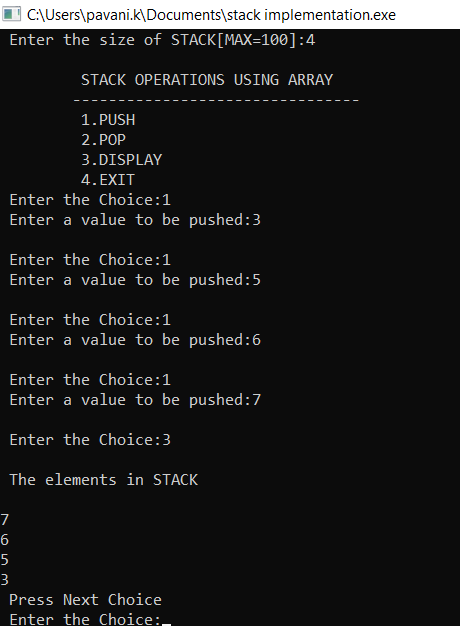 C:\Users\pavani.k\Documents\stack implementation.exe
Enter the size of STACK[MAX=100]:4
STACK OPERATIONS USING ARRAY
--------------------------------
1.PUSH
2.POP
3.DISPLAY
4.EXIT
Enter the Choice:1
Enter a value to be pushed:3
Enter the Choice:1
Enter a value to be pushed:5
Enter the Choice:1
Enter a value to be pushed:6
Enter the Choice:1
Enter a value to be pushed:7
Enter the Choice:3
The elements in STACK
7
6
5
3
Press Next Choice
Enter the Choice:_